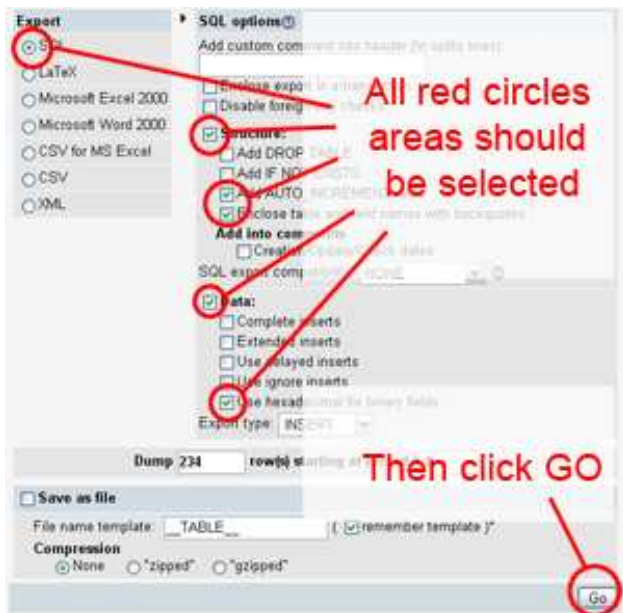 Export
SQL
LaTeX
Microsoft Excel 2000
Microsoft Word 2000
CSV for MS Excel
CSV
XML
SQL options
Add custom comment into header (\n splits lines)
Enclose export in a transaction
Disable foreign key checks
Structure:
Add DROP TABLE
Add IF NOT EXISTS
Add AUTO_INCREMENT
Enclose table and field names with backquotes
Add into comments
Creation/Update/Check dates
SQL export compatibility NONE
Data:
Complete inserts
Extended inserts
Use delayed inserts
Use ignore inserts
Use hexadecimal for binary fields
Export type: INSERT
All red circles
areas should
be selected
Dump 234 row(s) starting at
Then click GO
Save as file
File name template: __TABLE__ ( remember template )*
Compression
None "zipped" "gzipped"
Go